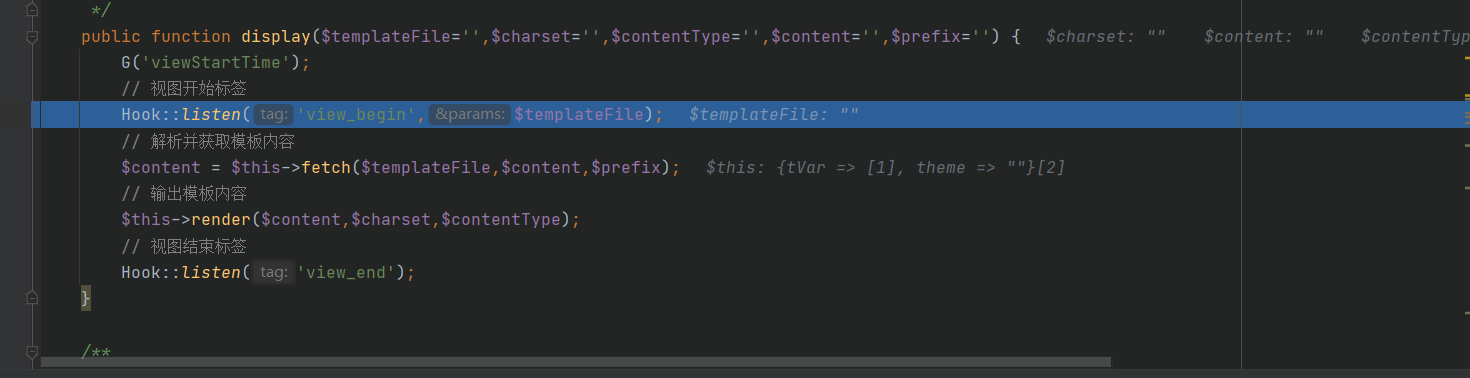 */
public function display($templateFile='',$charset='',$contentType='',$content='',$prefix='') { $charset: "" $content: "" $contentTyp
G('viewStartTime');
// 视图开始标签
Hook::listen( tag: 'view_begin', &params: $templateFile); $templateFile: ""
// 解析并获取模板内容
$content = $this->fetch($templateFile,$content,$prefix); $this: {tVar => [1], theme => ""}[2]
// 输出模板内容
$this->render($content,$charset,$contentType);
// 视图结束标签
Hook::listen( tag: 'view_end');
}
/**